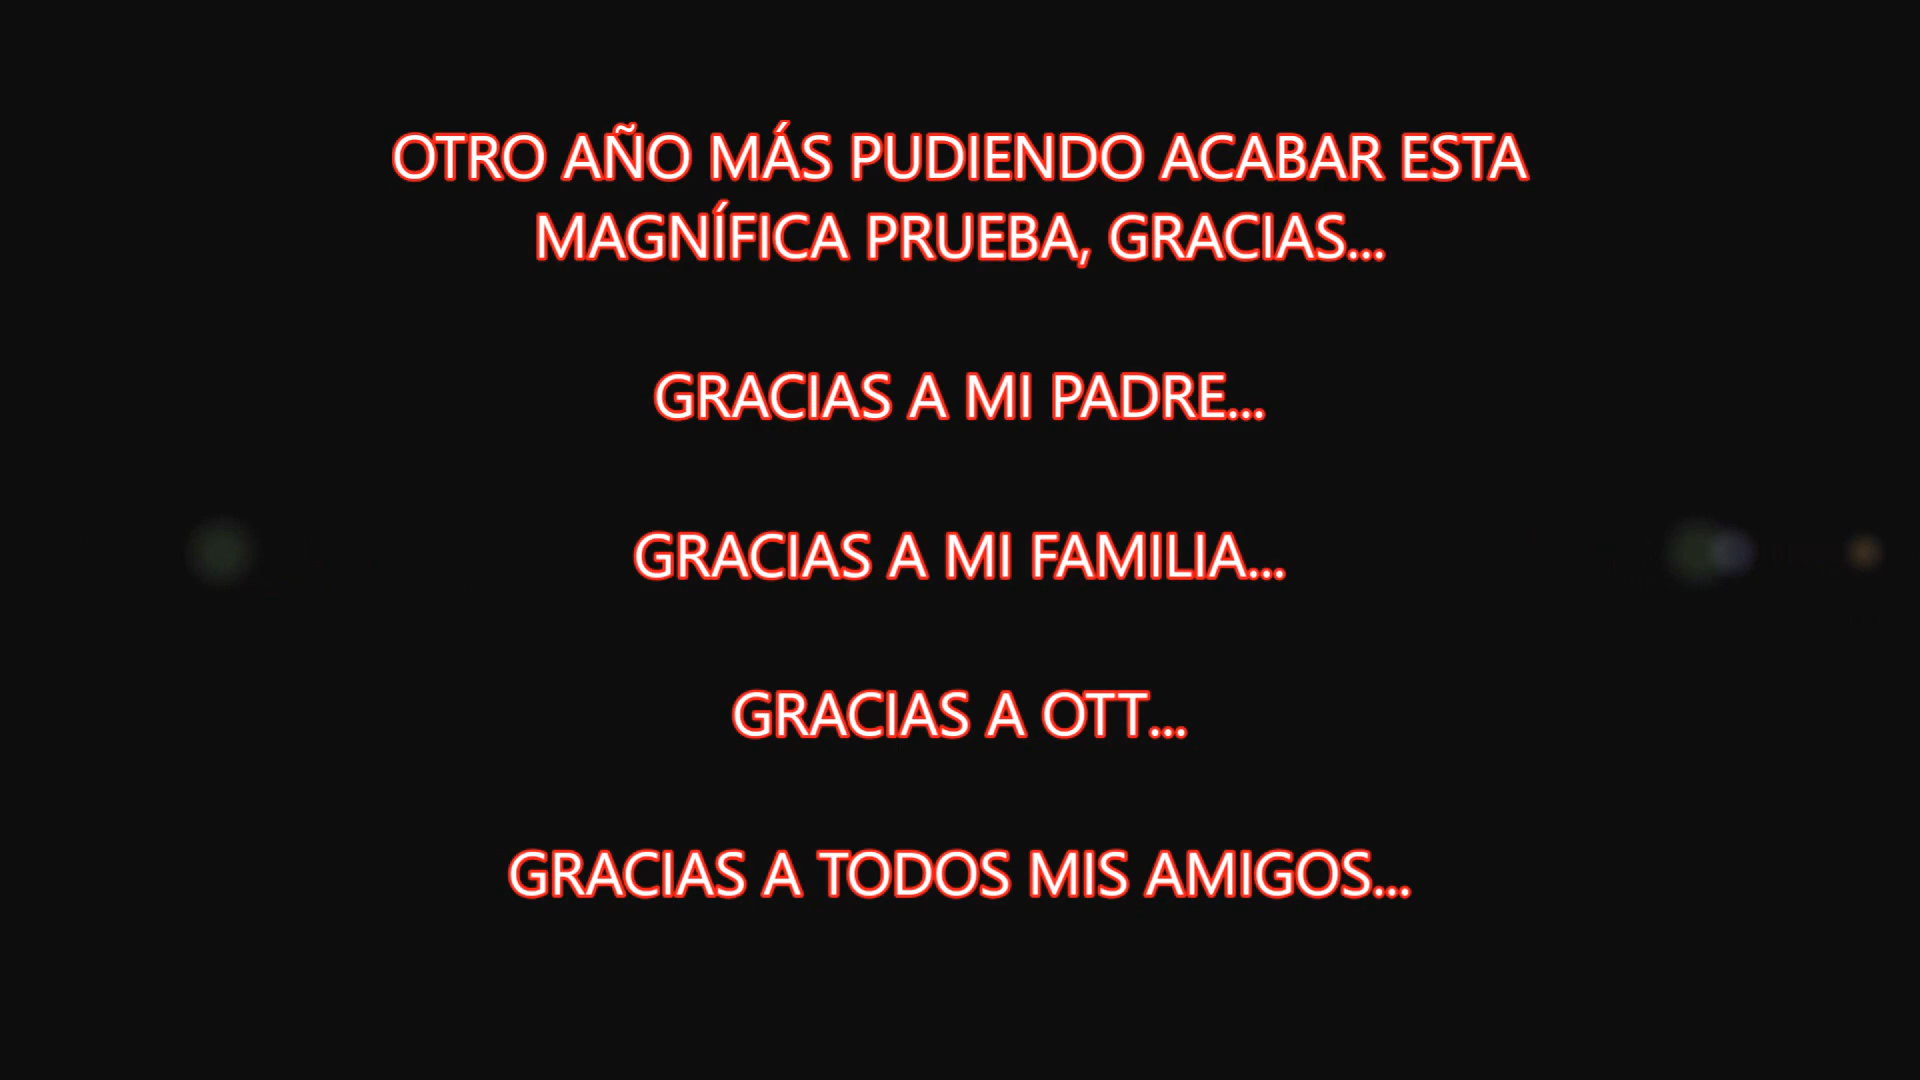 OTRO AÑO MÁS PUDIENDO ACABAR ESTA
MAGNÍFICA PRUEBA, GRACIAS...
GRACIAS A MI PADRE...
GRACIAS A MI FAMILIA...
GRACIAS A OTT...
GRACIAS A TODOS MIS AMIGOS...